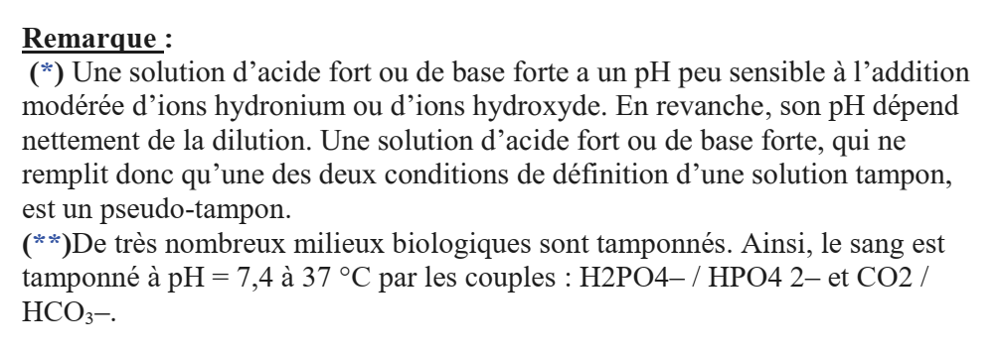 Remarque :
(*) Une solution d’acide fort ou de base forte a un pH peu sensible à l’addition
modérée d’ions hydronium ou d’ions hydroxyde. En revanche, son pH dépend
nettement de la dilution. Une solution d’acide fort ou de base forte, qui ne
remplit donc qu’une des deux conditions de définition d’une solution tampon,
est un pseudo-tampon.
(**)De très nombreux milieux biologiques sont tamponnés. Ainsi, le sang est
tamponné à pH = 7,4 à 37 °C par les couples : H2PO4– / HPO4 2– et CO2 /
HCO₃–.